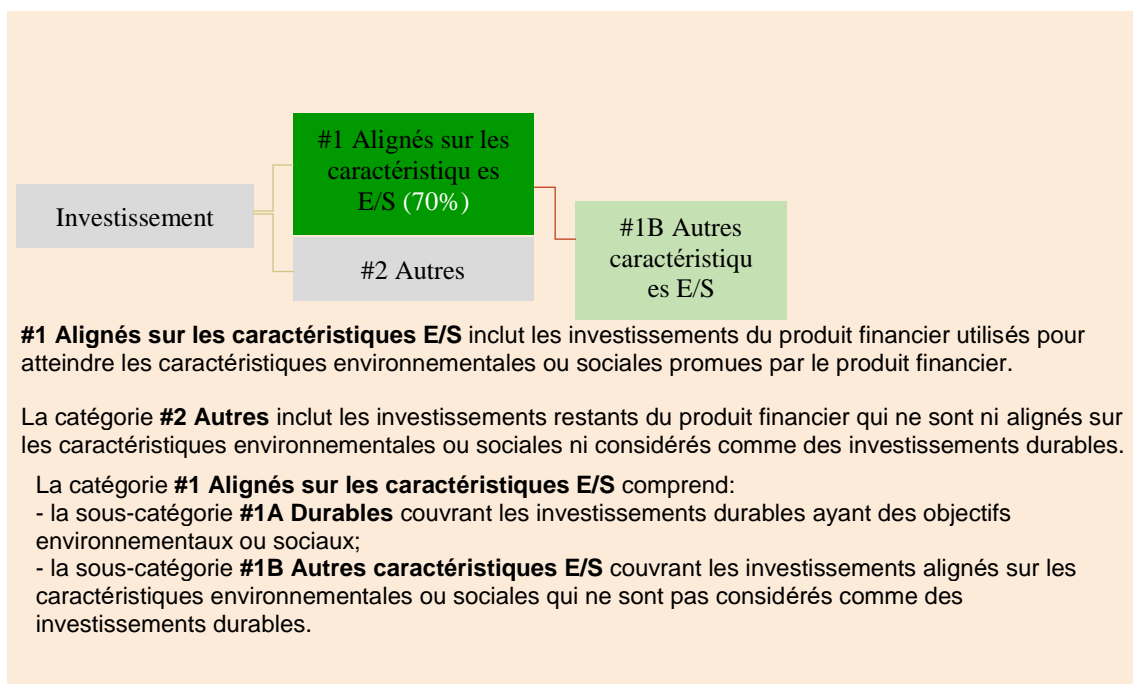 #1 Alignés sur les
caractéristiqu es
E/S (70%)
Investissement
#2 Autres
#1B Autres
caractéristiqu
es E/S
#1 Alignés sur les caractéristiques E/S inclut les investissements du produit financier utilisés pour
atteindre les caractéristiques environnementales ou sociales promues par le produit financier.
La catégorie #2 Autres inclut les investissements restants du produit financier qui ne sont ni alignés sur
les caractéristiques environnementales ou sociales ni considérés comme des investissements durables.
La catégorie #1 Alignés sur les caractéristiques E/S comprend:
- la sous-catégorie #1A Durables couvrant les investissements durables ayant des objectifs
environnementaux ou sociaux;
- la sous-catégorie #1B Autres caractéristiques E/S couvrant les investissements alignés sur les
caractéristiques environnementales ou sociales qui ne sont pas considérés comme des
investissements durables.